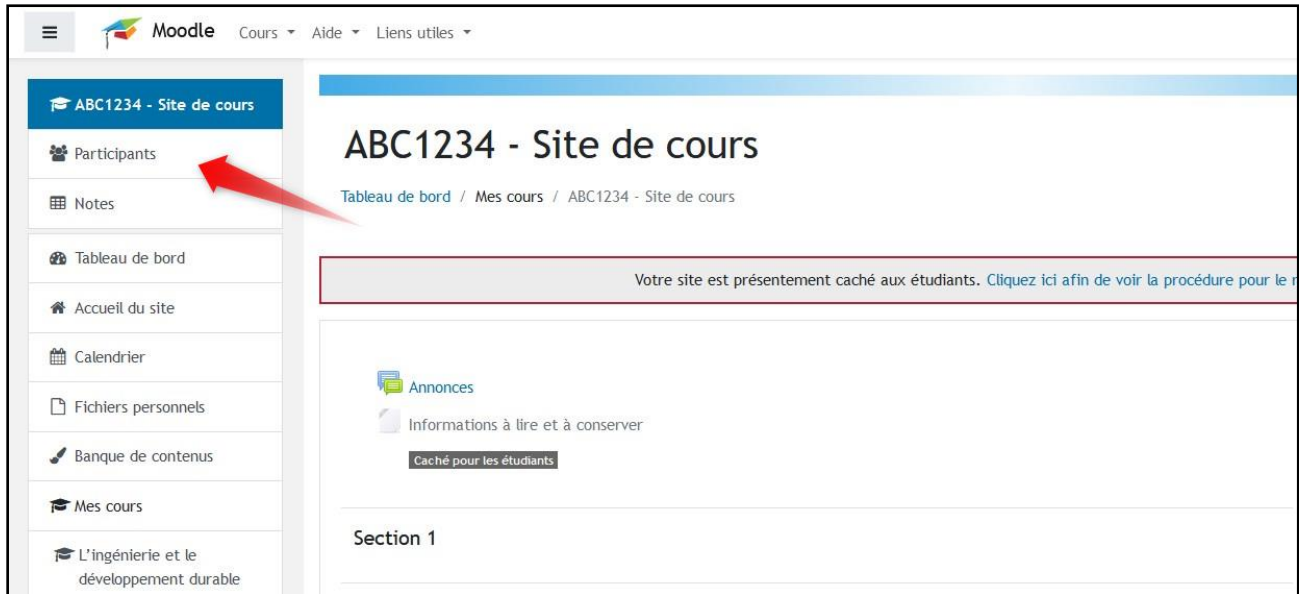 Moodle Cours Aide Liens utiles
ABC1234 - Site de cours
Participants
Notes
Tableau de bord
Accueil du site
Calendrier
Fichiers personnels
Banque de contenus
Mes cours
L'ingénierie et le
développement durable
ABC1234 - Site de cours
Tableau de bord / Mes cours / ABC1234 - Site de cours
Votre site est présentement caché aux étudiants. Cliquez ici afin de voir la procédure pour le
Annonces
Informations à lire et à conserver
Caché pour les étudiants
Section 1